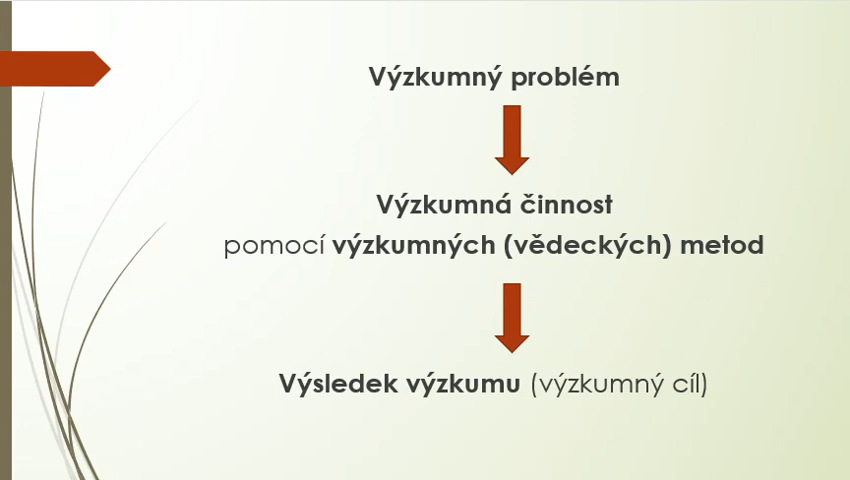 Výzkumný problém
Výzkumná činnost
pomocí výzkumných (vědeckých) metod
Výsledek výzkumu (výzkumný cíl)